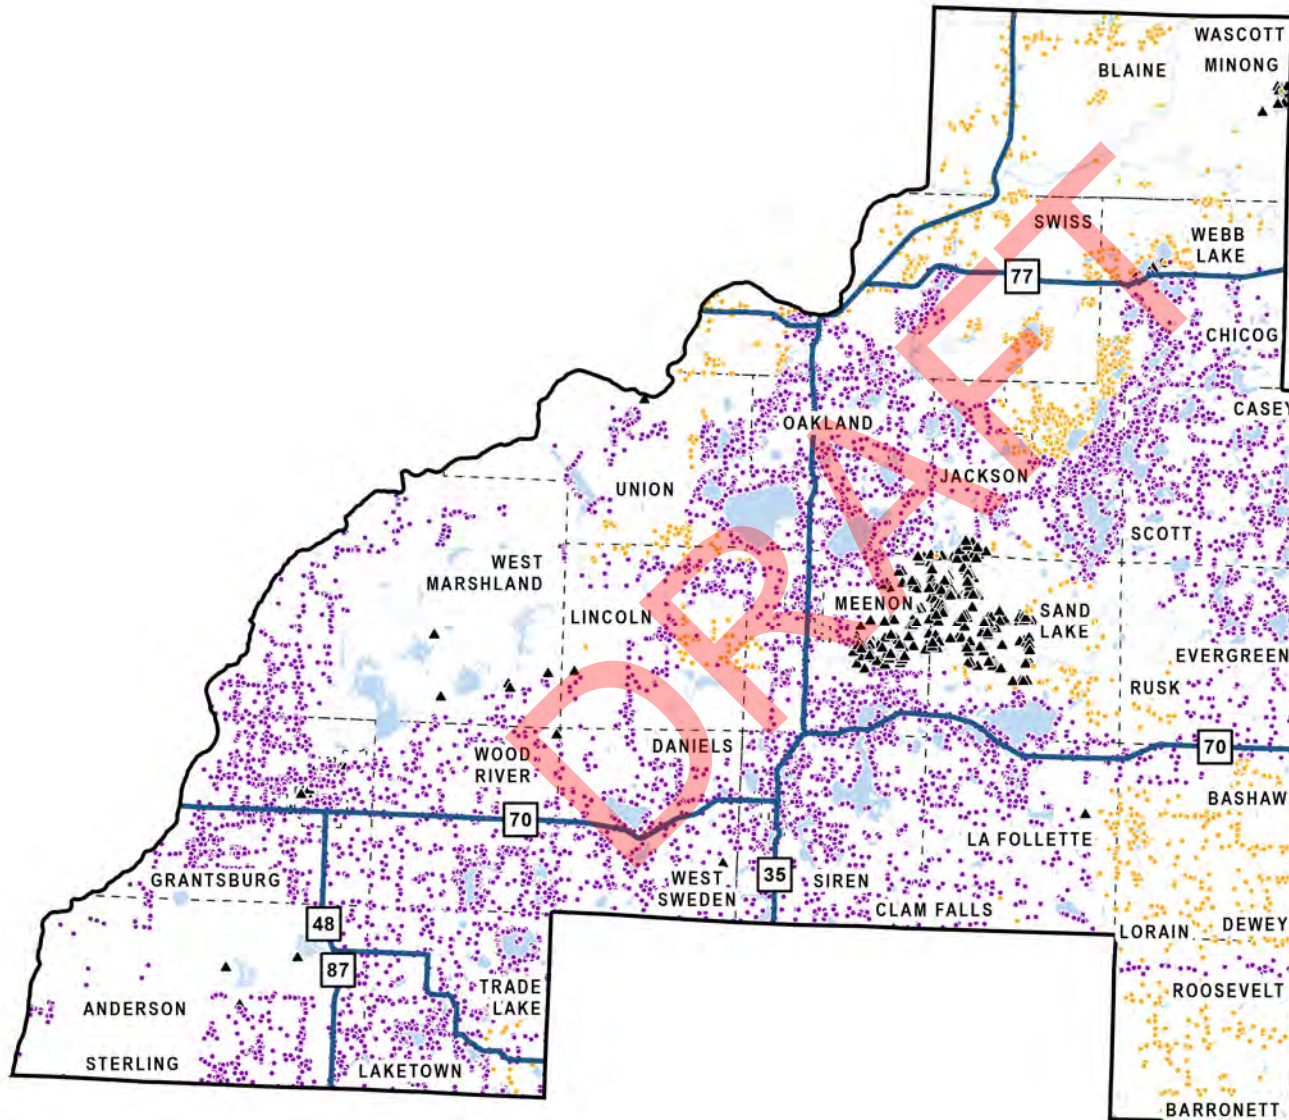 WASCOTT
MINONG
BLAINE
SWISS
WEBB
LAKE
77
CHICOG
CASEY
OAKLAND
JACKSON
UNION
SCOTT
WEST
MARSHLAND
MEENON
LINCOLN
SAND
LAKE
EVERGREEN
RUSK
DANIELS
WOOD
RIVER
70
BASHAW
70
LA FOLLETTE
WEST
SWEDEN
35
SIREN
GRANTSBURG
CLAM FALLS
48
LORAIN
DEWEY
87
TRADE
LAKE
ROOSEVELT
ANDERSON
STERLING
LAKETOWN
BARRONETT
DRAFT